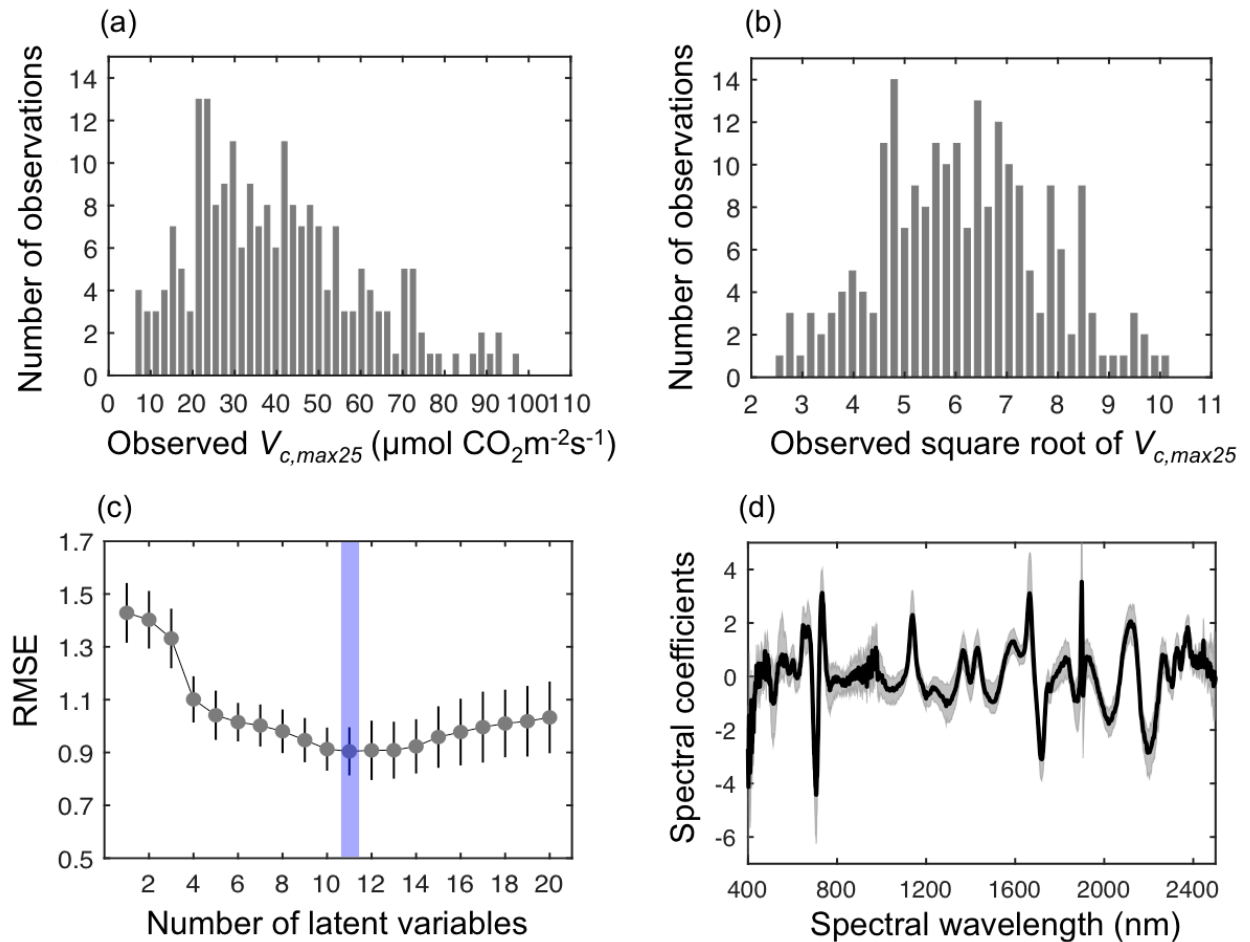 (a)
Number of observations
14
12
10
8
6
4
2
0
0 10 20 30 40 50 60 70 80 90 100 110
Observed Vc,max25 (μmol CO2m-2s-1)
(b)
Number of observations
14
12
10
8
6
4
2
0
2 3 4 5 6 7 8 9 10 11
Observed square root of Vc,max25
(c)
RMSE
1.7
1.5
1.3
1.1
0.9
0.7
0.5
2 4 6 8 10 12 14 16 18 20
Number of latent variables
(d)
Spectral coefficients
4
2
0
-2
-4
-6
400 800 1200 1600 2000 2400
Spectral wavelength (nm)